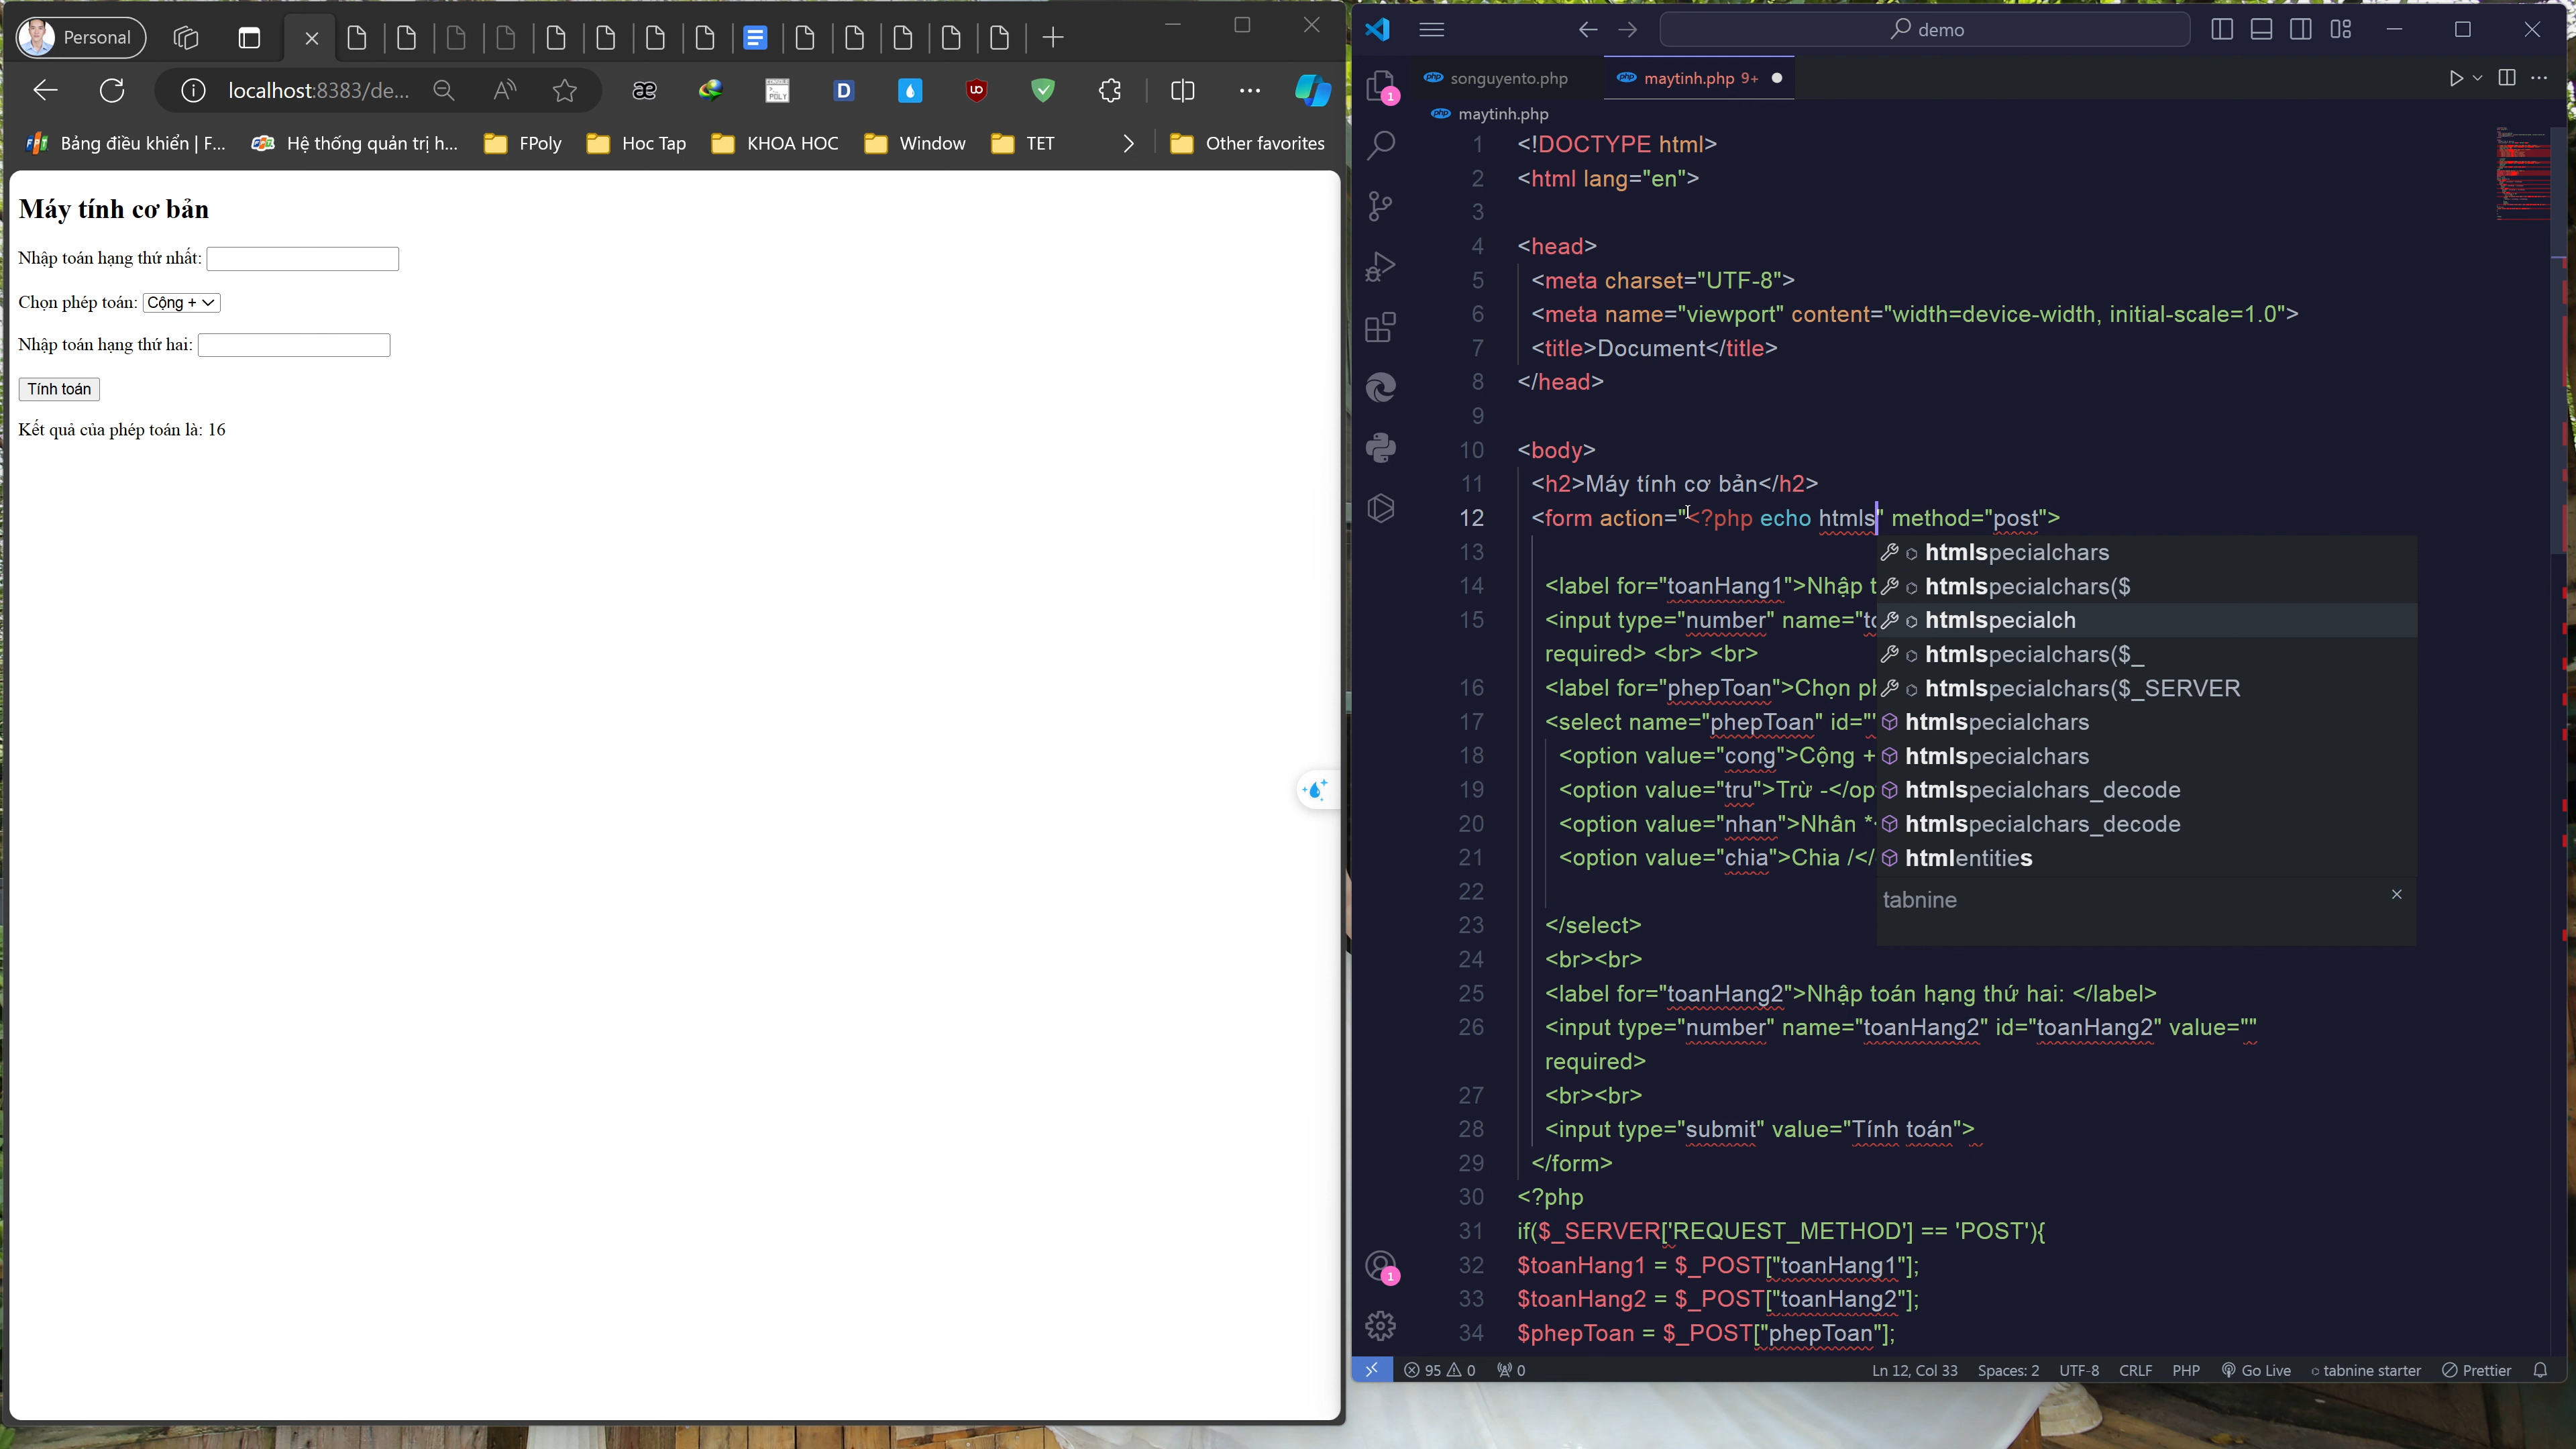 Personal
localhost:8383/de...
Bảng điều khiển | F...
Hệ thống quản trị h...
FPoly
Hoc Tap
KHOA HOC
Window
TET
Other favorites
Máy tính cơ bản
Nhập toán hạng thứ nhất:
Chọn phép toán: Cộng +
Nhập toán hạng thứ hai:
Tính toán
Kết quả của phép toán là: 16
demo
songuyento.php
maytinh.php 9+
maytinh.php
1 <!DOCTYPE html>
2 <html lang="en">
3
4 <head>
5 <meta charset="UTF-8">
6 <meta name="viewport" content="width=device-width, initial-scale=1.0">
7 <title>Document</title>
8 </head>
9
10 <body>
11 <h2>Máy tính cơ bản</h2>
12 <form action="<?php echo htmls" method="post">
13
14 <label for="toanHang1">Nhập t
15 <input type="number" name="to
required> <br> <br>
16 <label for="phepToan">Chọn ph
17 <select name="phepToan" id=""
18 <option value="cong">Cộng +
19 <option value="tru">Trừ -</op
20 <option value="nhan">Nhân *
21 <option value="chia">Chia /</
22
23 </select>
24 <br><br>
25 <label for="toanHang2">Nhập toán hạng thứ hai: </label>
26 <input type="number" name="toanHang2" id="toanHang2" value=""
required>
27 <br><br>
28 <input type="submit" value="Tính toán">
29 </form>
30 <?php
31 if($_SERVER['REQUEST_METHOD'] == 'POST'){
32 $toanHang1 = $_POST["toanHang1"];
33 $toanHang2 = $_POST["toanHang2"];
34 $phepToan = $_POST["phepToan"];
htmlspecialchars
htmlspecialchars($
htmlspecialch
htmlspecialchars($_
htmlspecialchars($_SERVER
htmlspecialchars
htmlspecialchars
htmlspecialchars_decode
htmlspecialchars_decode
htmlentities
tabnine
1
1
95 0
0
Ln 12, Col 33
Spaces: 2
UTF-8
CRLF
PHP
Go Live
tabnine starter
Prettier